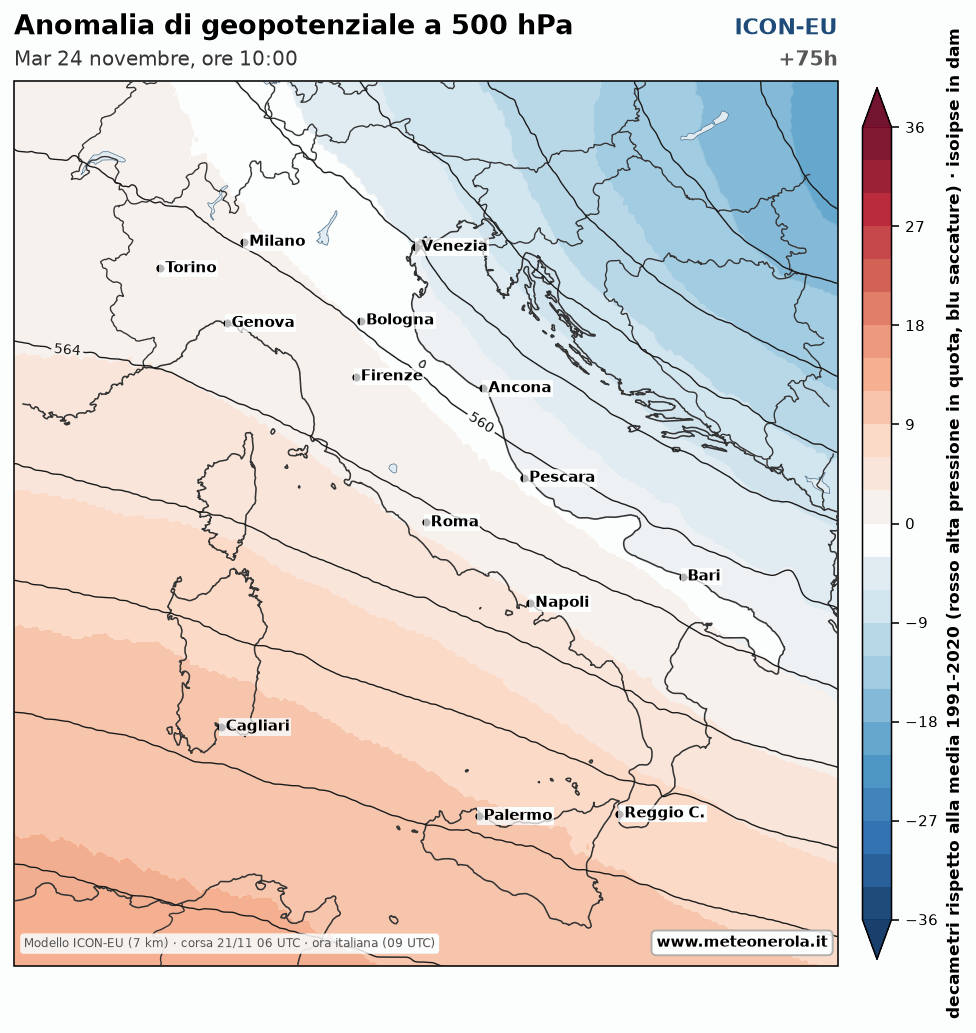 Anomalia di geopotenziale a 500 hPa
ICON-EU
Mar 24 novembre, ore 10:00
+75h
Milano
Venezia
Torino
Genova
Bologna
564
Firenze
Ancona
560
Pescara
Roma
Bari
Napoli
Cagliari
Palermo
Reggio C.
Modello ICON-EU (7 km) · corsa 21/11 06 UTC · ora italiana (09 UTC)
www.meteonerola.it
36
27
18
9
0
−9
−18
−27
−36
decametri rispetto alla media 1991-2020 (rosso alta pressione in quota, blu saccature) · isoipse in dam